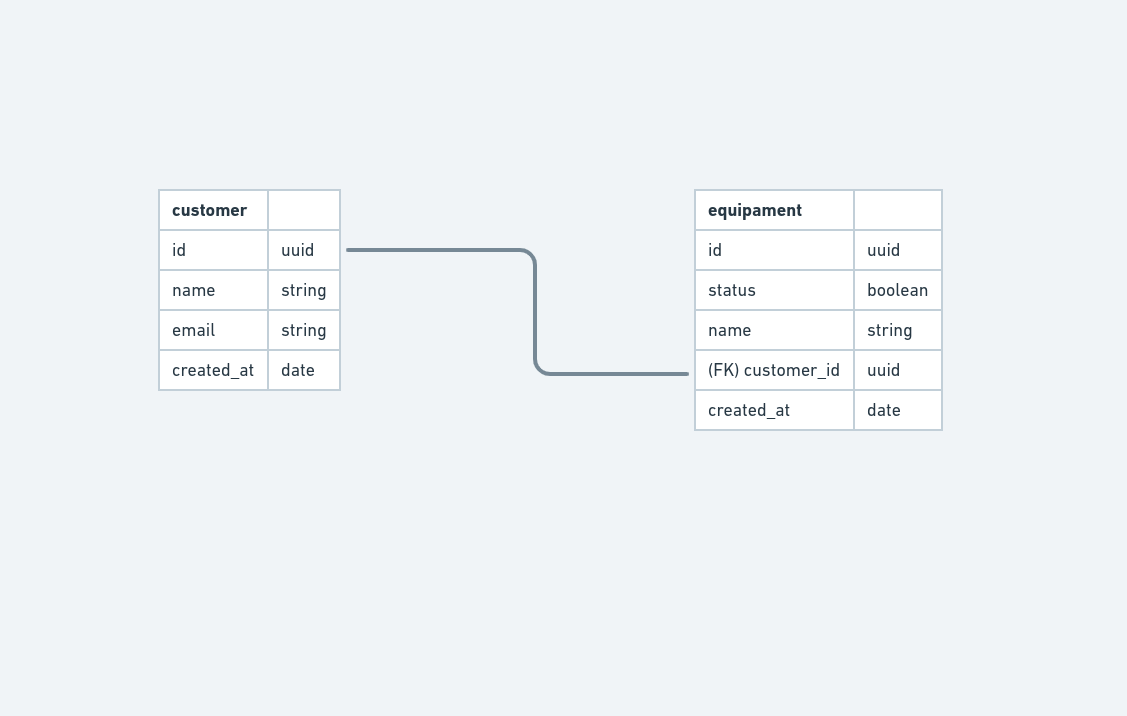 customer
id uuid
name string
email string
created_at date
equipament
id uuid
status boolean
name string
(FK) customer_id uuid
created_at date